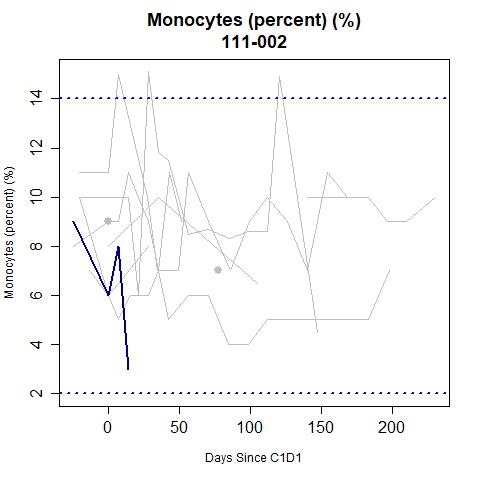 Monocytes (percent) (%)
111-002
Monocytes (percent) (%)
14
12
10
8
6
4
2
0 50 100 150 200
Days Since C1D1